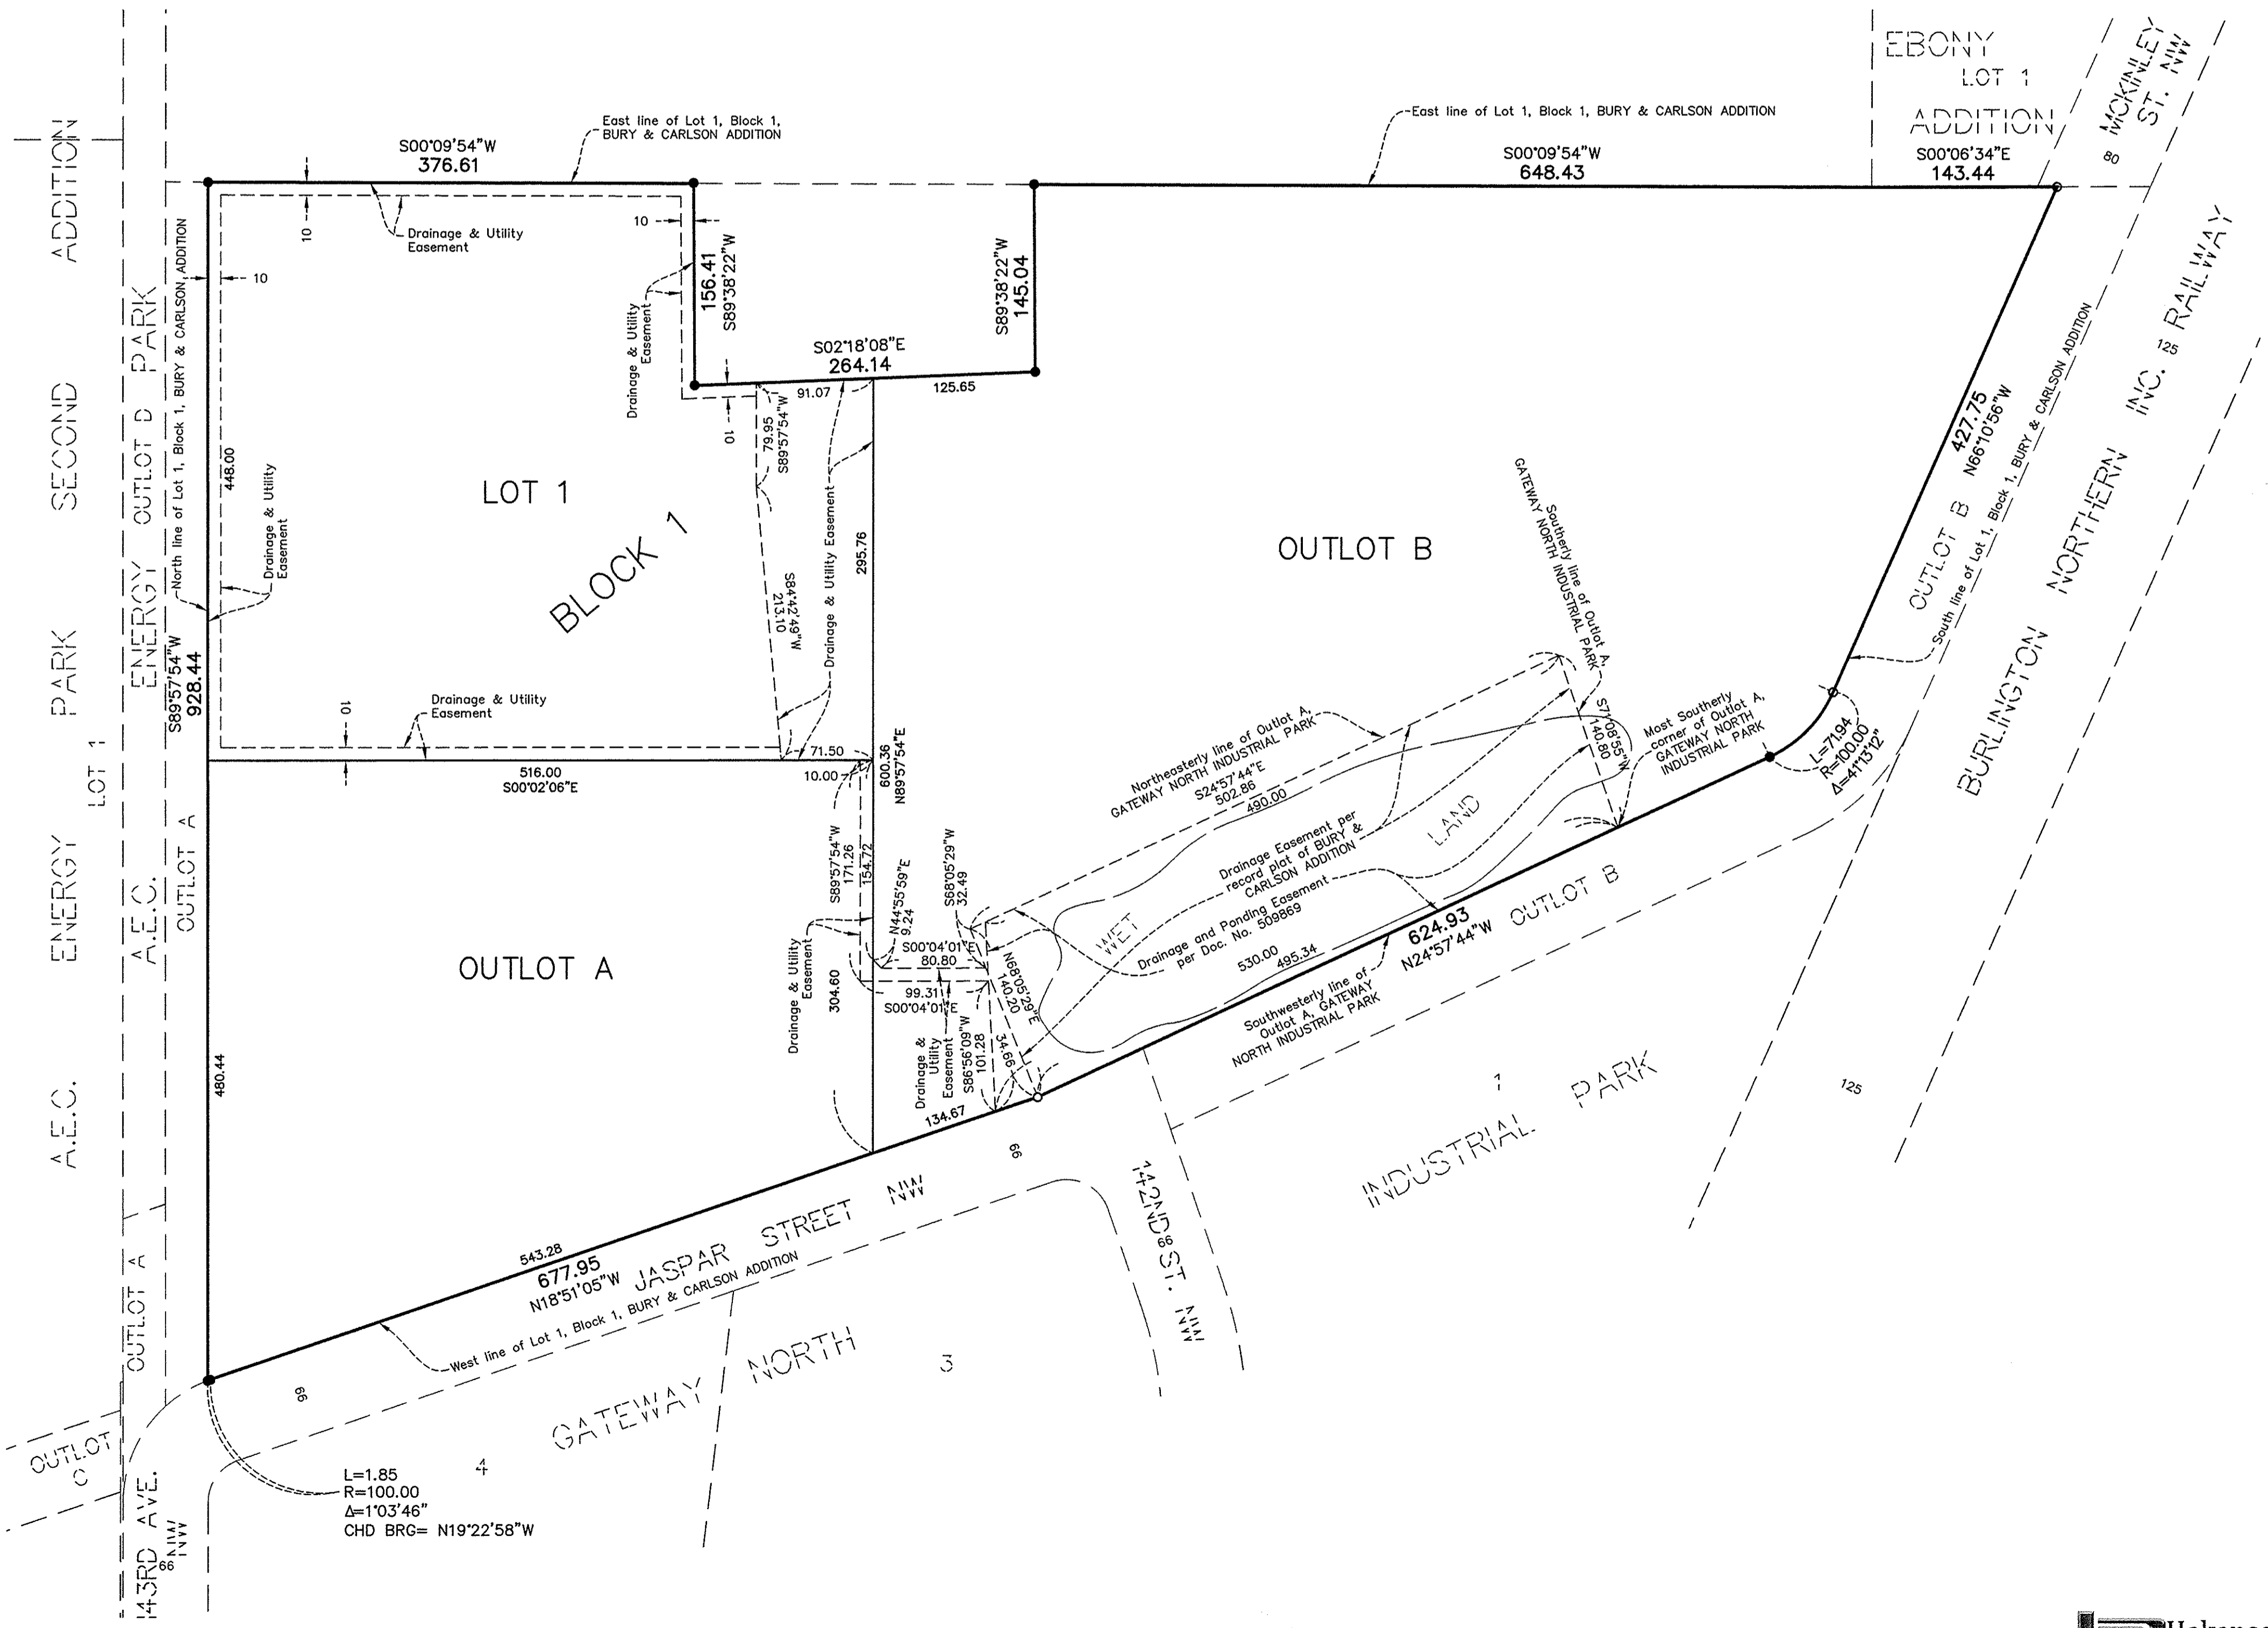 EBONY
LOT 1
ADDITION
MCKINLEY
ST. NW
80
East line of Lot 1, Block 1,
BURY & CARLSON ADDITION
East line of Lot 1, Block 1, BURY & CARLSON ADDITION
S00°09'54"W
376.61
S00°09'54"W
648.43
S00°06'34"E
143.44
A.E.C. ENERGY PARK SECOND ADDITION
LOT 1
A.E.C. ENERGY OUTLOT D PARK
OUTLOT A
North line of Lot 1, Block 1, BURY & CARLSON ADDITION
S89°57'54"W
928.44
10
10
Drainage & Utility
Easement
10
Drainage & Utility
Easement
156.41
S89°38'22"W
S89°38'22"W
145.04
S02°18'08"E
264.14
91.07
125.65
10
79.95
S89°57'54"W
448.00
Drainage & Utility
Easement
LOT 1
BLOCK 1
S84°42'49"W
213.10
Drainage & Utility Easement
295.76
OUTLOT B
Drainage & Utility
Easement
10
71.50
516.00
S00°02'06"E
10.00
600.36
N89°57'54"E
427.75
N66°10'56"W
OUTLOT B
South line of Lot 1, Block 1, BURY & CARLSON ADDITION
BURLINGTON NORTHERN INC. RAILWAY
125
125
Southerly line of Outlot A,
GATEWAY NORTH INDUSTRIAL PARK
S71°08'55"W
140.80
Most Southerly
corner of Outlot A,
GATEWAY NORTH
INDUSTRIAL PARK
L=71.94
R=100.00
Δ=41°13'12"
Northeasterly line of Outlot A,
GATEWAY NORTH INDUSTRIAL PARK
S24°57'44"E
502.86
490.00
Drainage Easement per
record plat of BURY &
CARLSON ADDITION
WET LAND
Drainage and Ponding Easement
per Doc. No. 509869
530.00
495.34
624.93
N24°57'44"W
OUTLOT B
Southwesterly line of
Outlot A, GATEWAY
NORTH INDUSTRIAL PARK
OUTLOT A
S89°57'54"W
171.26
154.72
N44°55'59"E
9.24
S68°05'29"W
32.49
S00°04'01"E
80.80
99.31
S00°04'01"E
N68°05'29"E
140.20
34.66
Drainage & Utility
Easement
304.60
Drainage &
Utility
Easement
S86°56'09"W
101.28
134.67
480.44
543.28
677.95
N18°51'05"W
JASPAR STREET NW
66
66
West line of Lot 1, Block 1, BURY & CARLSON ADDITION
142ND ST. NW
66
GATEWAY NORTH INDUSTRIAL PARK
1
3
4
OUTLOT A
OUTLOT
C
143RD AVE.
NW
66 NW
L=1.85
R=100.00
Δ=1°03'46"
CHD BRG= N19°22'58"W